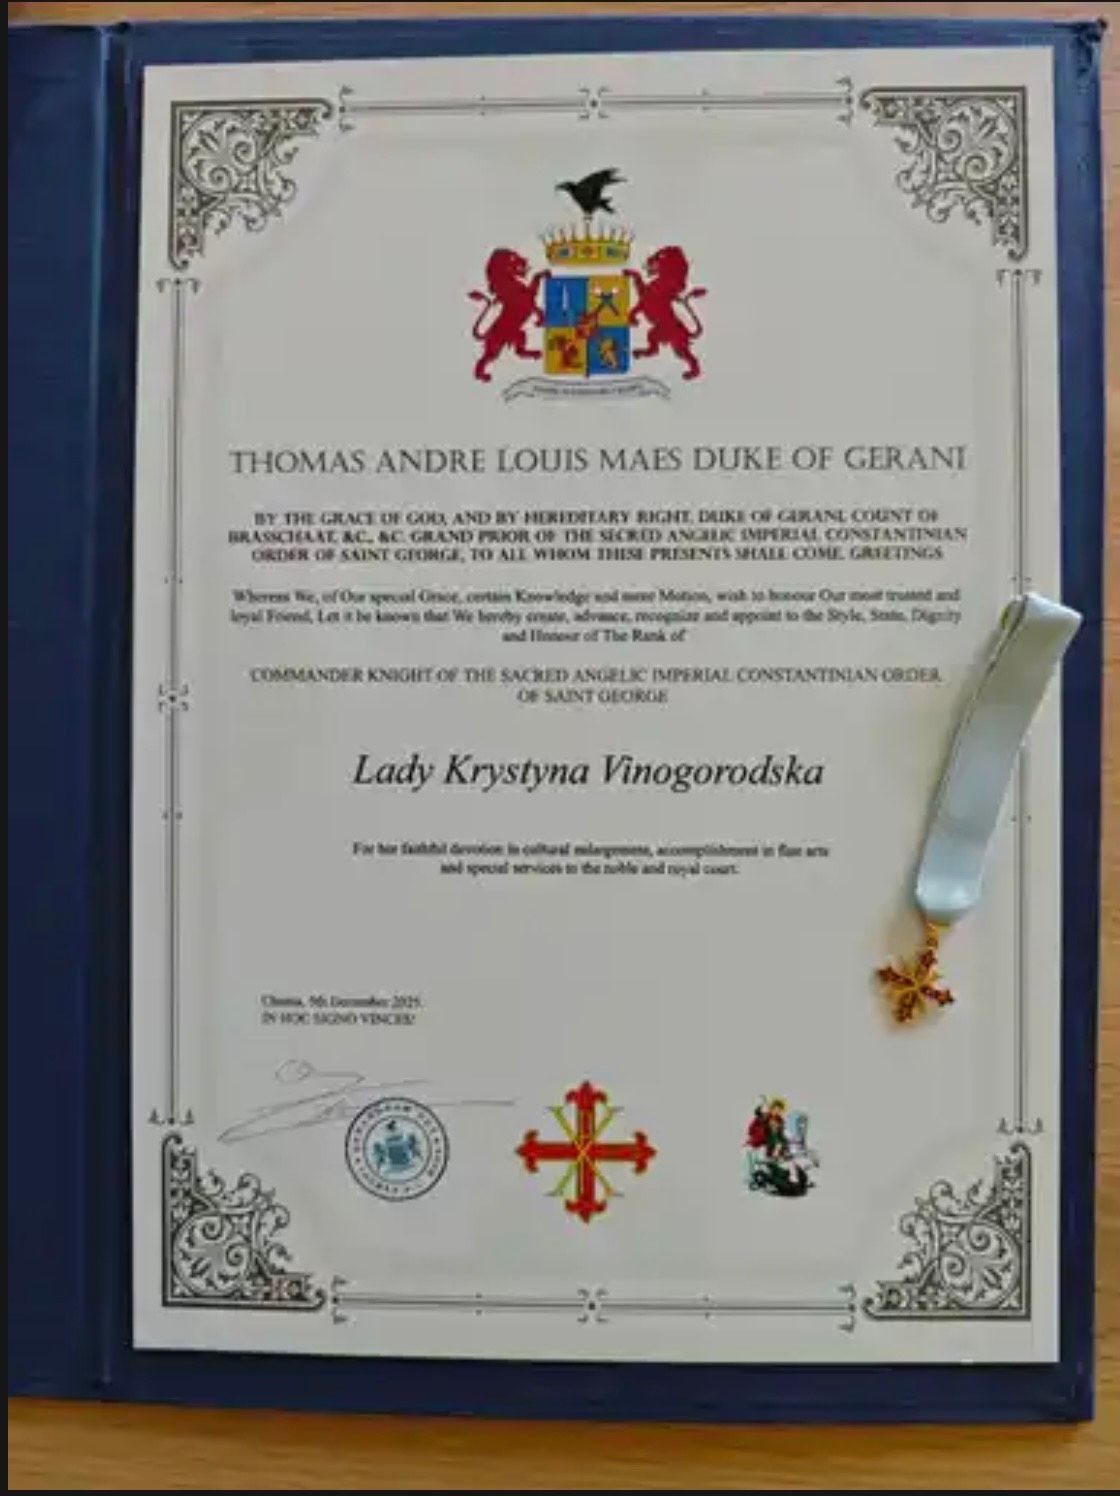 THOMAS ANDRE LOUIS MAES DUKE OF GERANI
BY THE GRACE OF GOD, AND BY HEREDITARY RIGHT, DUKE OF GERANI, COUNT OF
BRASSCHAAT, &C., &C. GRAND PRIOR OF THE SECRED ANGELIC IMPERIAL CONSTANTINIAN
ORDER OF SAINT GEORGE, TO ALL WHOM THESE PRESENTS SHALL COME, GREETINGS
Whereas We, of Our special Grace, certain Knowledge and mere Motion, wish to honour Our most trusted and
loyal Friend, Let it be known that We hereby create, advance, recognize and appoint to the Style, State, Dignity
and Honour of The Rank of
COMMANDER KNIGHT OF THE SACRED ANGELIC IMPERIAL CONSTANTINIAN ORDER
OF SAINT GEORGE
Lady Krystyna Vinogorodska
For her faithful devotion in cultural enlargement, accomplishment in fine arts
and special services to the noble and royal court.
December 2025.
IN HOC SIGNO VINCES!